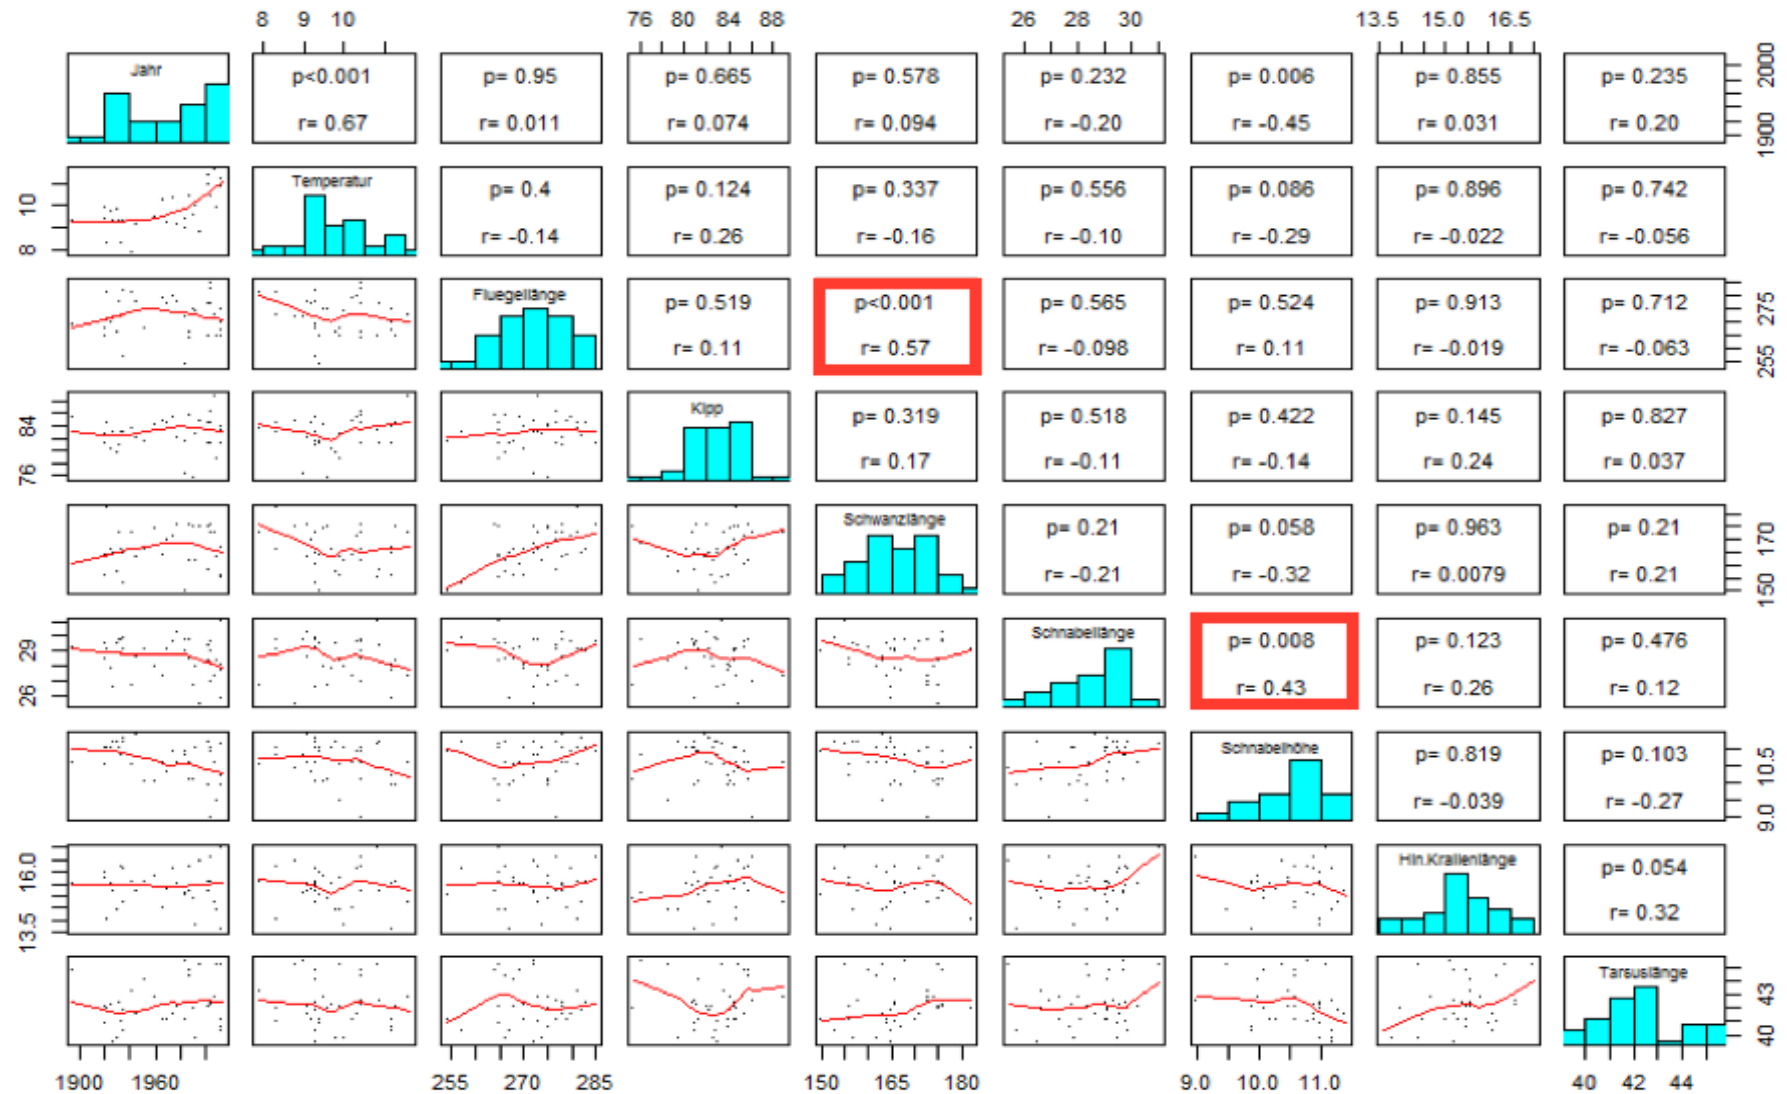 8 9 10 76 80 84 88 26 28 30 13.5 15.0 16.5
Jahr p<0.001 p= 0.95 p= 0.665 p= 0.578 p= 0.232 p= 0.006 p= 0.855 p= 0.235
r= 0.67 r= 0.011 r= 0.074 r= 0.094 r= -0.20 r= -0.45 r= 0.031 r= 0.20
1900 2000
Temperatur p= 0.4 p= 0.124 p= 0.337 p= 0.556 p= 0.086 p= 0.896 p= 0.742
r= -0.14 r= 0.26 r= -0.16 r= -0.10 r= -0.29 r= -0.022 r= -0.056
8 10
Fluegellänge p= 0.519 p<0.001 p= 0.565 p= 0.524 p= 0.913 p= 0.712
r= 0.11 r= 0.57 r= -0.098 r= 0.11 r= -0.019 r= -0.063
255 275
Kipp p= 0.319 p= 0.518 p= 0.422 p= 0.145 p= 0.827
r= 0.17 r= -0.11 r= -0.14 r= 0.24 r= 0.037
76 84
Schwanzlänge p= 0.21 p= 0.058 p= 0.963 p= 0.21
r= -0.21 r= -0.32 r= 0.0079 r= 0.21
150 170
Schnabellänge p= 0.008 p= 0.123 p= 0.476
r= 0.43 r= 0.26 r= 0.12
26 29
Schnabelhöhe p= 0.819 p= 0.103
r= -0.039 r= -0.27
9.0 10.5
Hin.Krallenlänge p= 0.054
r= 0.32
13.5 16.0
Tarsuslänge
40 43
1900 1960 255 270 285 150 165 180 9.0 10.0 11.0 40 42 44